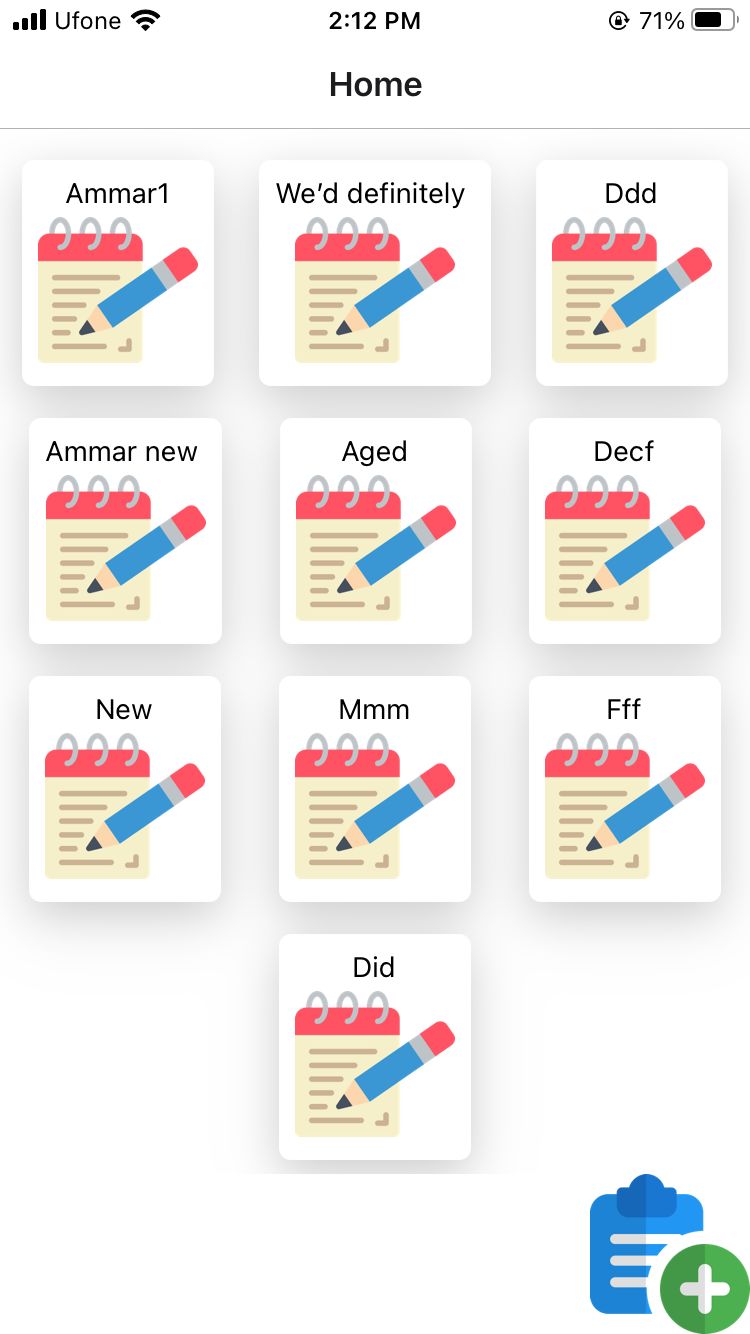 Ufone 2:12 PM 71%
Home
Ammar1 We’d definitely Ddd
Ammar new Aged Decf
New Mmm Fff
Did